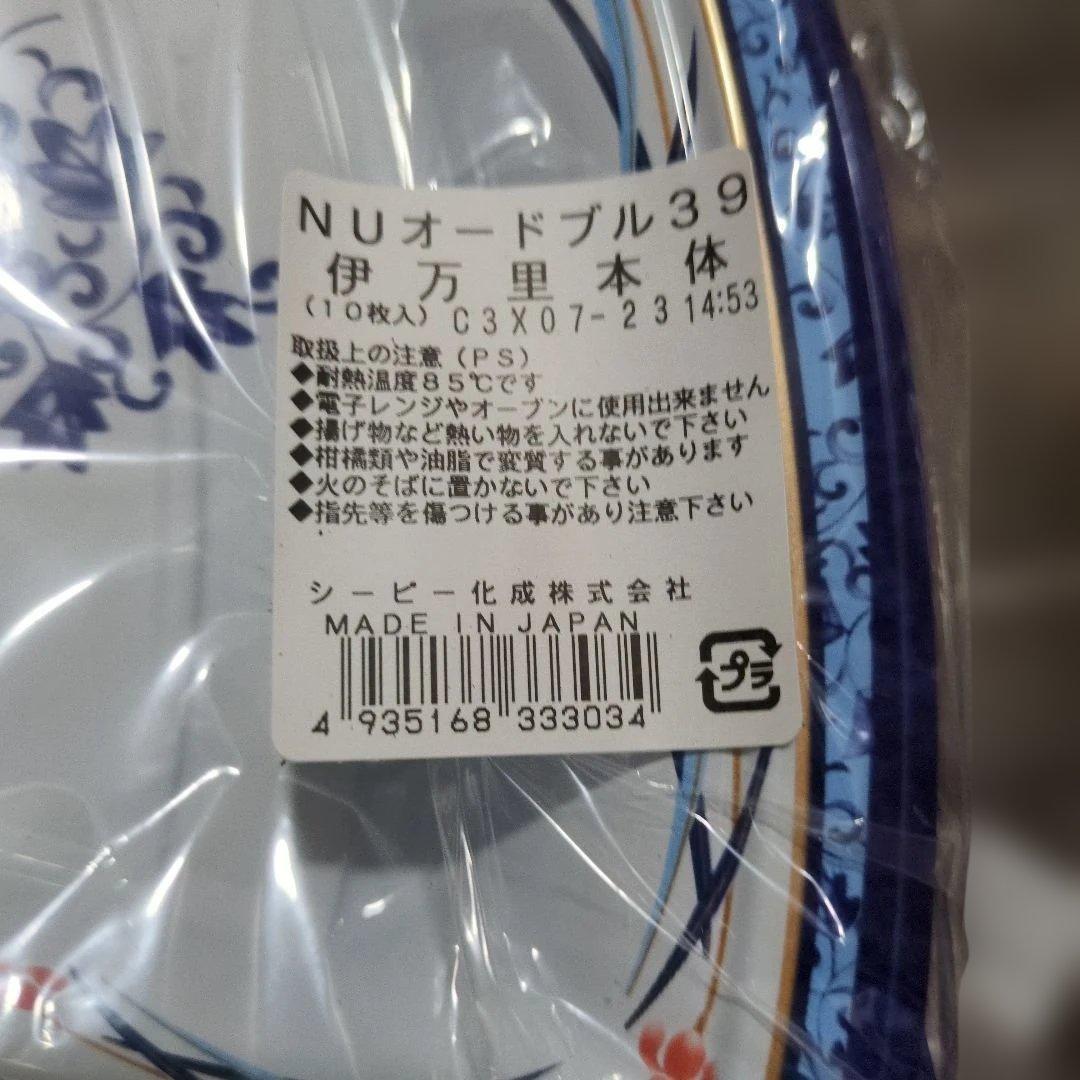 NUオードブル39
伊万里本体
(10枚入) C3X07-23 14:53
取扱上の注意(PS)
◆耐熱温度85℃です
◆電子レンジやオーブンに使用出来ません
◆揚げ物など熱い物を入れないで下さい
◆柑橘類や油脂で変質する事があります
◆火のそばに置かないで下さい
◆指先等を傷つける事があり注意下さい
シーピー化成株式会社
MADE IN JAPAN
プラ
4 935168 333034